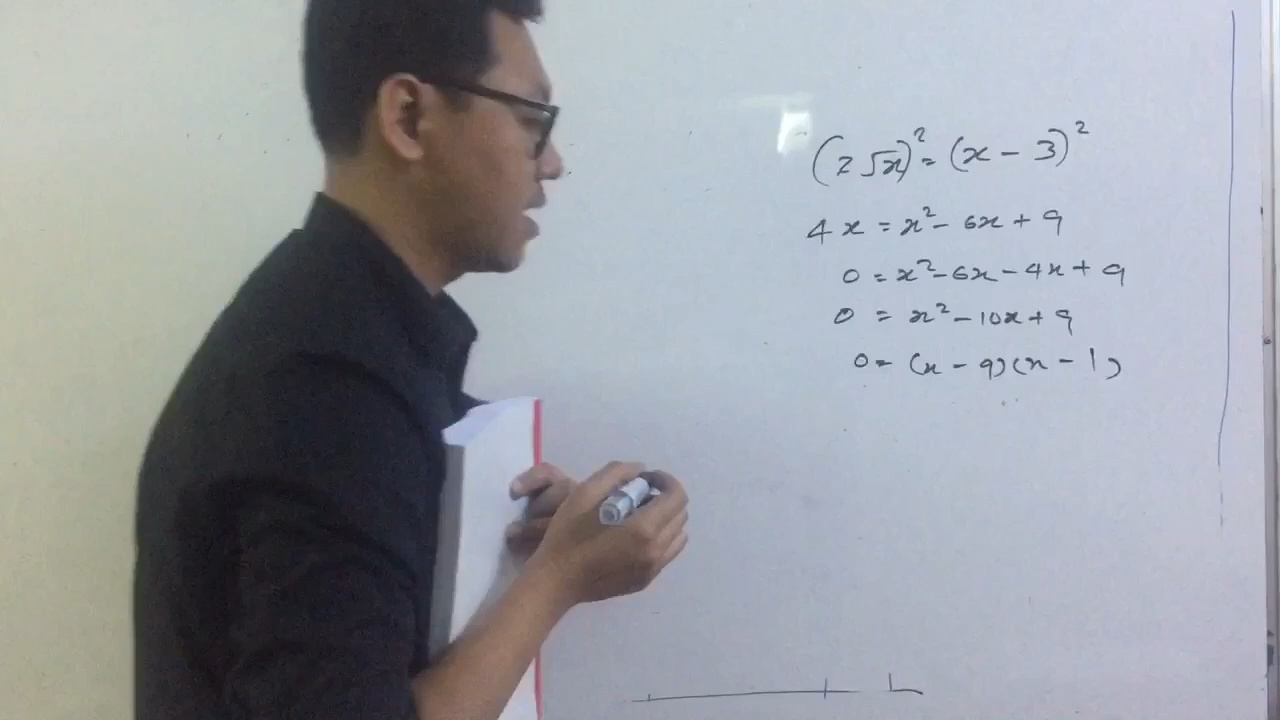 (2√x)² = (x - 3)²
4x = x² - 6x + 9
0 = x² - 6x - 4x + 9
0 = x² - 10x + 9
0 = (x - 9)(x - 1)